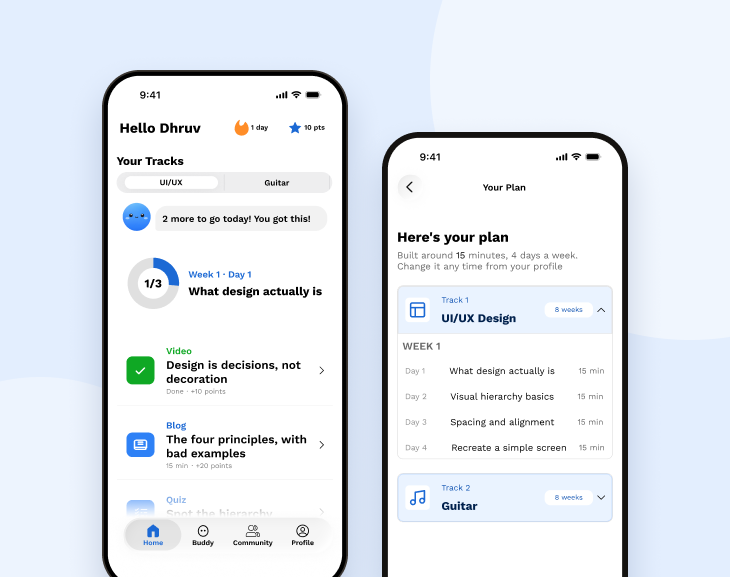 9:41
Hello Dhruv
1 day
10 pts
Your Tracks
UI/UX
Guitar
2 more to go today! You got this!
1/3
Week 1 · Day 1
What design actually is
Video
Design is decisions, not
decoration
Done · +10 points
Blog
The four principles, with
bad examples
15 min · +20 points
Quiz
Spot the hierarchy
Home
Buddy
Community
Profile
9:41
Your Plan
Here's your plan
Built around 15 minutes, 4 days a week.
Change it any time from your profile
Track 1
UI/UX Design
8 weeks
WEEK 1
Day 1 What design actually is 15 min
Day 2 Visual hierarchy basics 15 min
Day 3 Spacing and alignment 15 min
Day 4 Recreate a simple screen 15 min
Track 2
Guitar
8 weeks